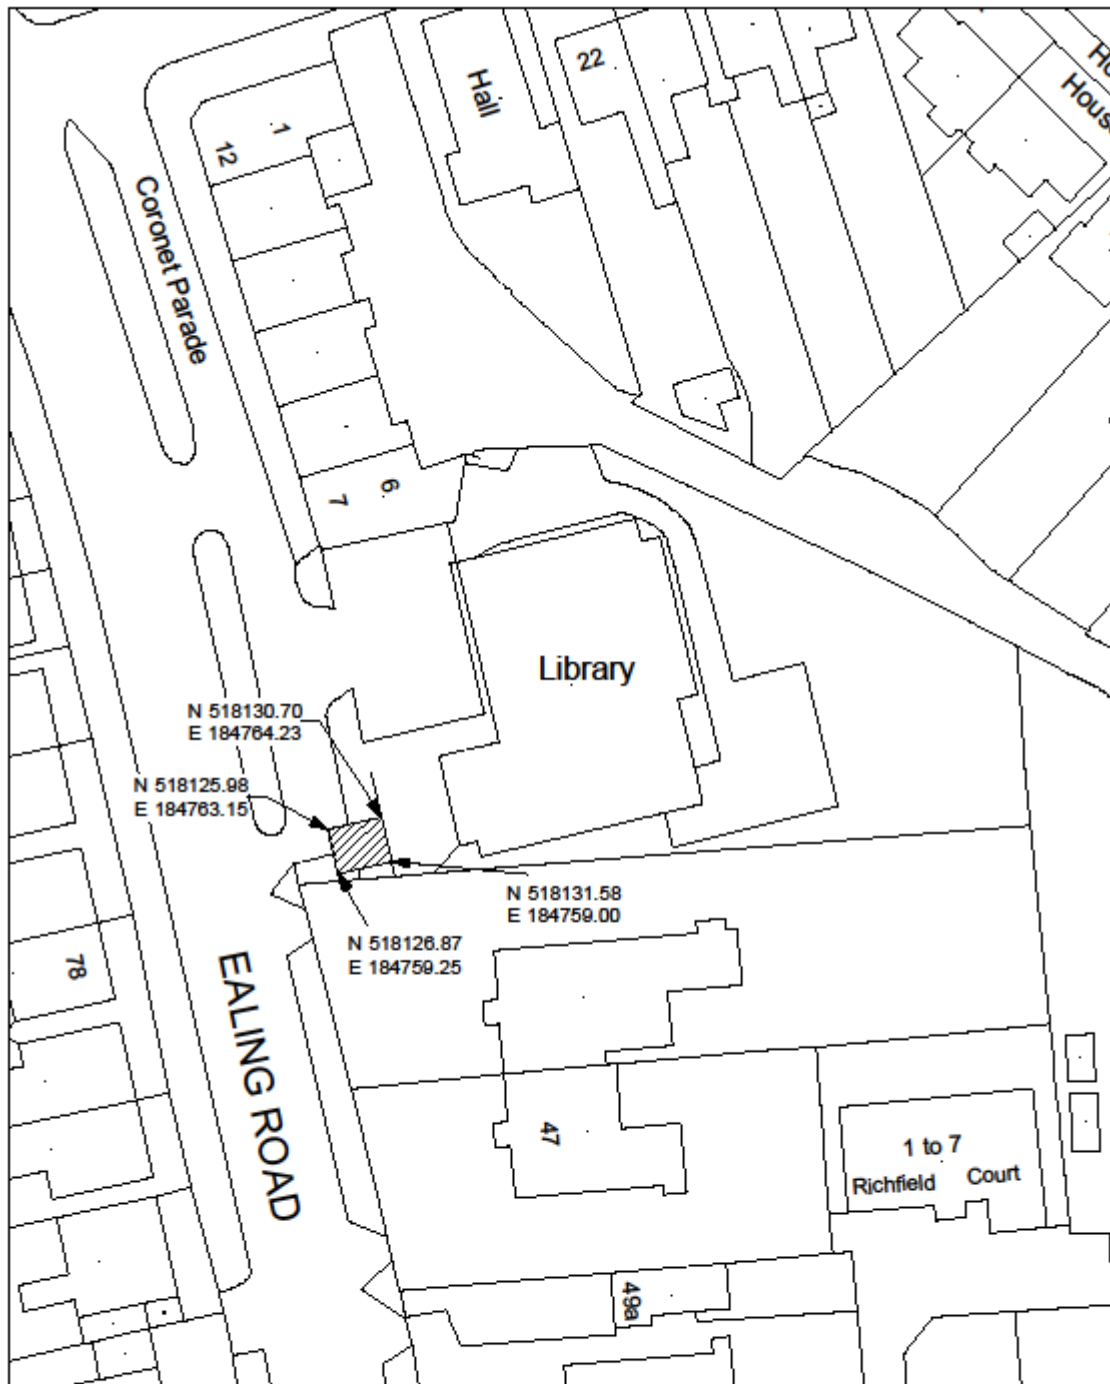 Hall
22
Hou
1
12
Coronet Parade
6
7
Library
N 518130.70
E 184764.23
N 518125.98
E 184763.15
N 518131.58
E 184759.00
N 518126.87
E 184759.25
78
EALING ROAD
47
1 to 7
Richfield Court
49a